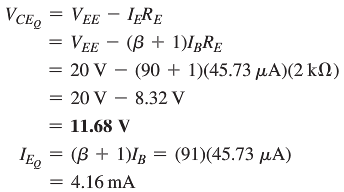 V_{CE_Q} = V_{EE} − I_E R_E
= V_{EE} − (β + 1)I_B R_E
= 20 V − (90 + 1)(45.73 μA)(2 kΩ)
= 20 V − 8.32 V
= 11.68 V
I_{E_Q} = (β + 1)I_B = (91)(45.73 μA)
= 4.16 mA